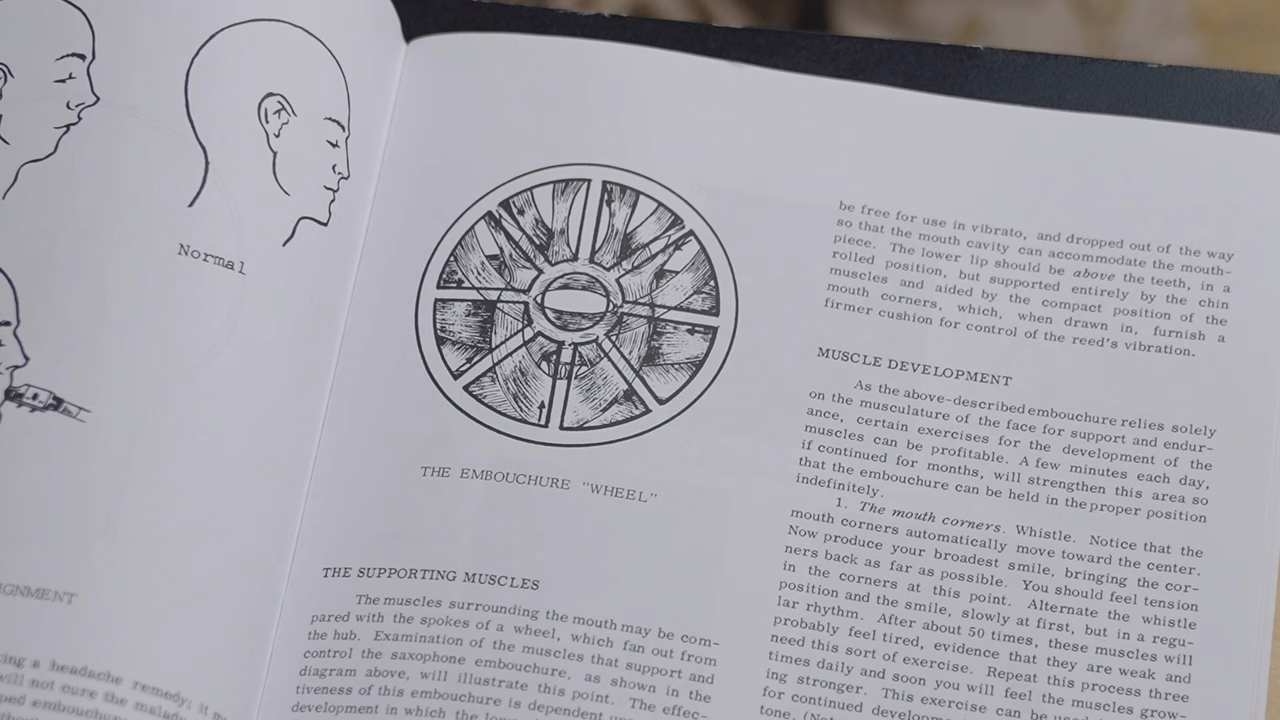 Normal
IGNMENT
a headache remedy; it
will not cure the
embouchure
THE EMBOUCHURE "WHEEL"
THE SUPPORTING MUSCLES
The muscles surrounding the mouth may be com-
pared with the spokes of a wheel, which fan out from
the hub. Examination of the muscles that support and
control the saxophone embouchure, as shown in the
diagram above, will illustrate this point. The effec-
tiveness of this embouchure is dependent
development in which the
be free for use in vibrato, and dropped out of the way
so that the mouth cavity can accommodate the mouth-
piece. The lower lip should be above the teeth, in a
rolled position, but supported entirely by the chin
muscles and aided by the compact position of the
mouth corners, which, when drawn in, furnish a
firmer cushion for control of the reed's vibration.
MUSCLE DEVELOPMENT
As the above-described embouchure relies solely
on the musculature of the face for support and endur-
ance, certain exercises for the development of the
muscles can be profitable. A few minutes each day,
if continued for months, will strengthen this area so
that the embouchure can be held in the proper position
indefinitely.
1. The mouth corners. Whistle. Notice that the
mouth corners automatically move toward the center.
Now produce your broadest smile, bringing the cor-
ners back as far as possible. You should feel tension
in the corners at this point. Alternate the whistle
position and the smile, slowly at first, but in a regu-
lar rhythm. After about 50 times, these muscles will
probably feel tired, evidence that they are weak and
need this sort of exercise. Repeat this process three
times daily and soon you will feel the muscles grow-
ing stronger. This exercise can be
for continued
tone.